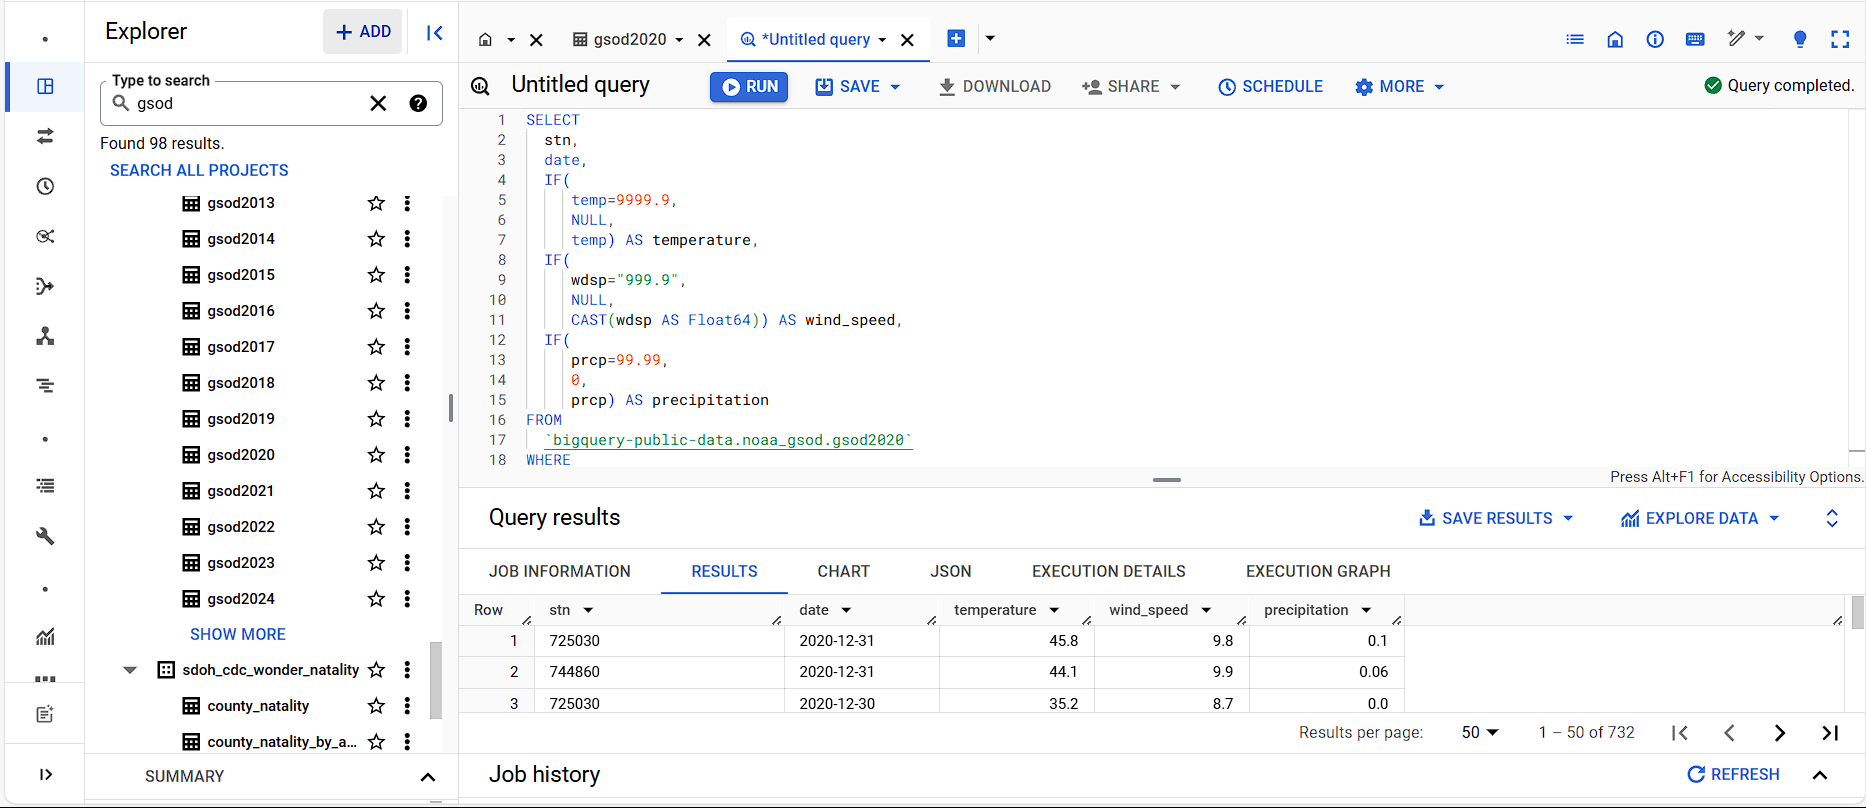 Explorer
ADD
Type to search
gsod
Found 98 results.
SEARCH ALL PROJECTS
gsod2013
gsod2014
gsod2015
gsod2016
gsod2017
gsod2018
gsod2019
gsod2020
gsod2021
gsod2022
gsod2023
gsod2024
SHOW MORE
sdoh_cdc_wonder_natality
county_natality
county_natality_by_a...
SUMMARY
gsod2020
*Untitled query
Untitled query
RUN
SAVE
DOWNLOAD
SHARE
SCHEDULE
MORE
Query completed.
1 SELECT
2 stn,
3 date,
4 IF(
5 temp=9999.9,
6 NULL,
7 temp) AS temperature,
8 IF(
9 wdsp="999.9",
10 NULL,
11 CAST(wdsp AS Float64)) AS wind_speed,
12 IF(
13 prcp=99.99,
14 0,
15 prcp) AS precipitation
16 FROM
17 `bigquery-public-data.noaa_gsod.gsod2020`
18 WHERE
Press Alt+F1 for Accessibility Options.
Query results
SAVE RESULTS
EXPLORE DATA
JOB INFORMATION RESULTS CHART JSON EXECUTION DETAILS EXECUTION GRAPH
Row stn date temperature wind_speed precipitation
1 725030 2020-12-31 45.8 9.8 0.1
2 744860 2020-12-31 44.1 9.9 0.06
3 725030 2020-12-30 35.2 8.7 0.0
Results per page: 50 1 – 50 of 732
Job history
REFRESH